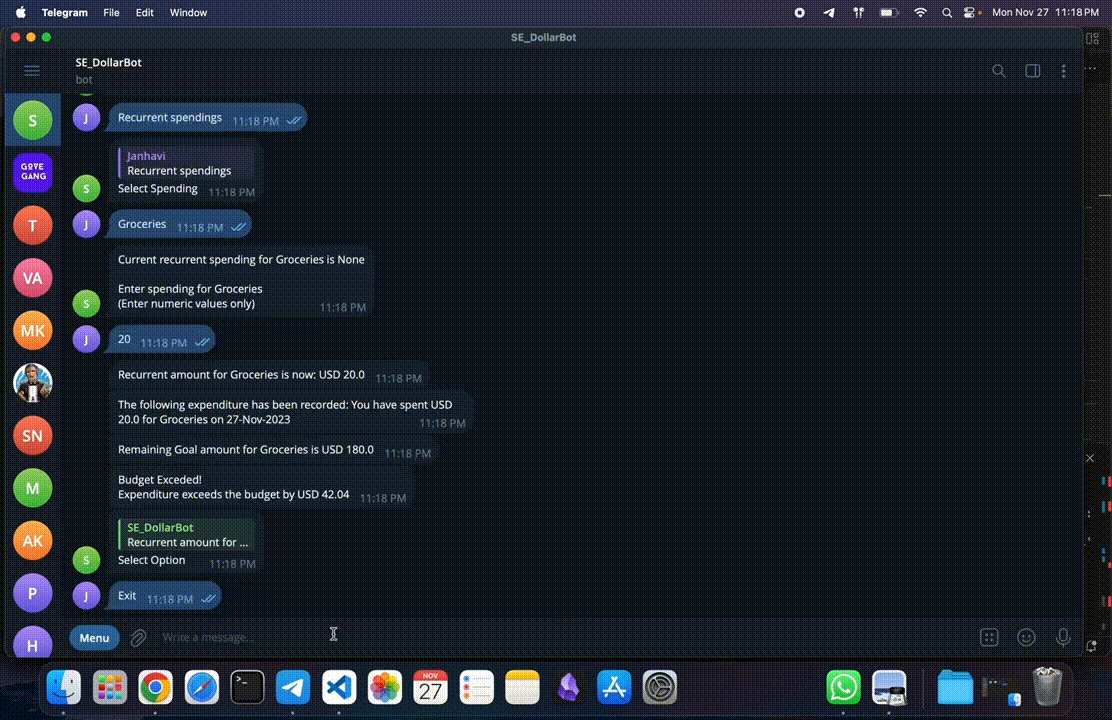 Telegram File Edit Window Mon Nov 27 11:18 PM
SE_DollarBot
SE_DollarBot
bot
S
GOVE
GANG
T
VA
MK
SN
M
AK
P
H
J
Recurrent spendings 11:18 PM
Janhavi
Recurrent spendings
S
Select Spending 11:18 PM
J
Groceries 11:18 PM
Current recurrent spending for Groceries is None
Enter spending for Groceries
(Enter numeric values only) 11:18 PM
S
J
20 11:18 PM
Recurrent amount for Groceries is now: USD 20.0 11:18 PM
The following expenditure has been recorded: You have spent USD
20.0 for Groceries on 27-Nov-2023 11:18 PM
Remaining Goal amount for Groceries is USD 180.0 11:18 PM
Budget Exceded!
Expenditure exceeds the budget by USD 42.04 11:18 PM
SE_DollarBot
Recurrent amount for ...
S
Select Option 11:18 PM
J
Exit 11:18 PM
Menu Write a message...
NOV
27